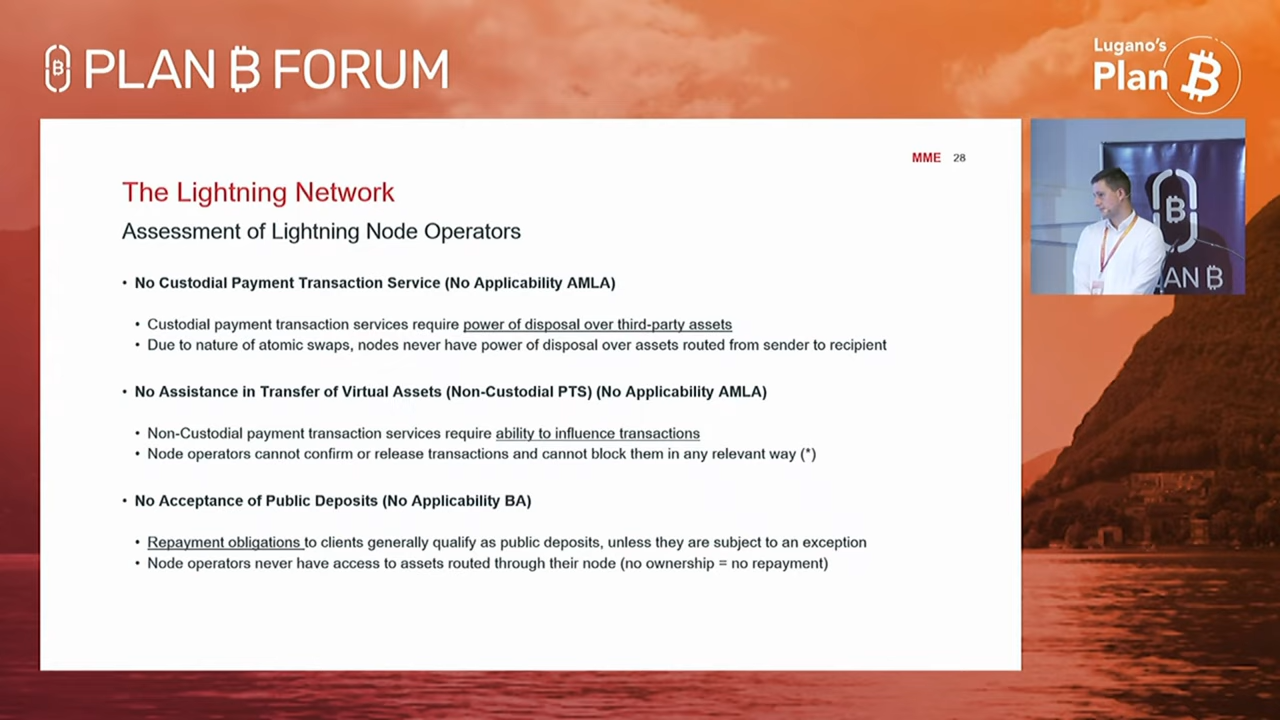 PLAN ₿ FORUM
Lugano's
Plan ₿
MME 28
The Lightning Network
Assessment of Lightning Node Operators
• No Custodial Payment Transaction Service (No Applicability AMLA)
• Custodial payment transaction services require power of disposal over third-party assets
• Due to nature of atomic swaps, nodes never have power of disposal over assets routed from sender to recipient
• No Assistance in Transfer of Virtual Assets (Non-Custodial PTS) (No Applicability AMLA)
• Non-Custodial payment transaction services require ability to influence transactions
• Node operators cannot confirm or release transactions and cannot block them in any relevant way (*)
• No Acceptance of Public Deposits (No Applicability BA)
• Repayment obligations to clients generally qualify as public deposits, unless they are subject to an exception
• Node operators never have access to assets routed through their node (no ownership = no repayment)
₿
AN ₿